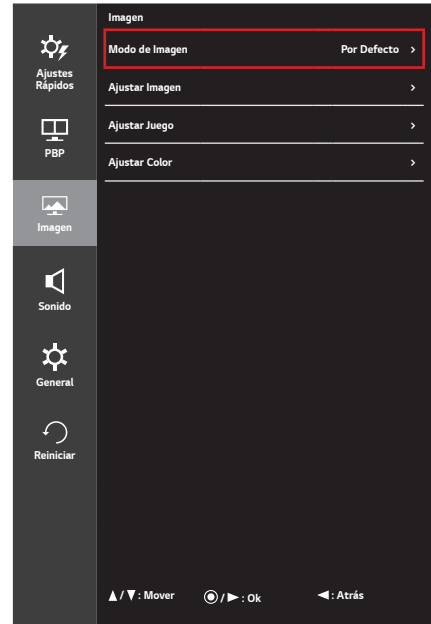 Imagen
Modo de Imagen Por Defecto >
Ajustar Imagen >
Ajustar Juego >
Ajustar Color >
Ajustes
Rápidos
PBP
Imagen
Sonido
General
Reiniciar
▲/▼: Mover ◉/►: Ok ◄: Atrás